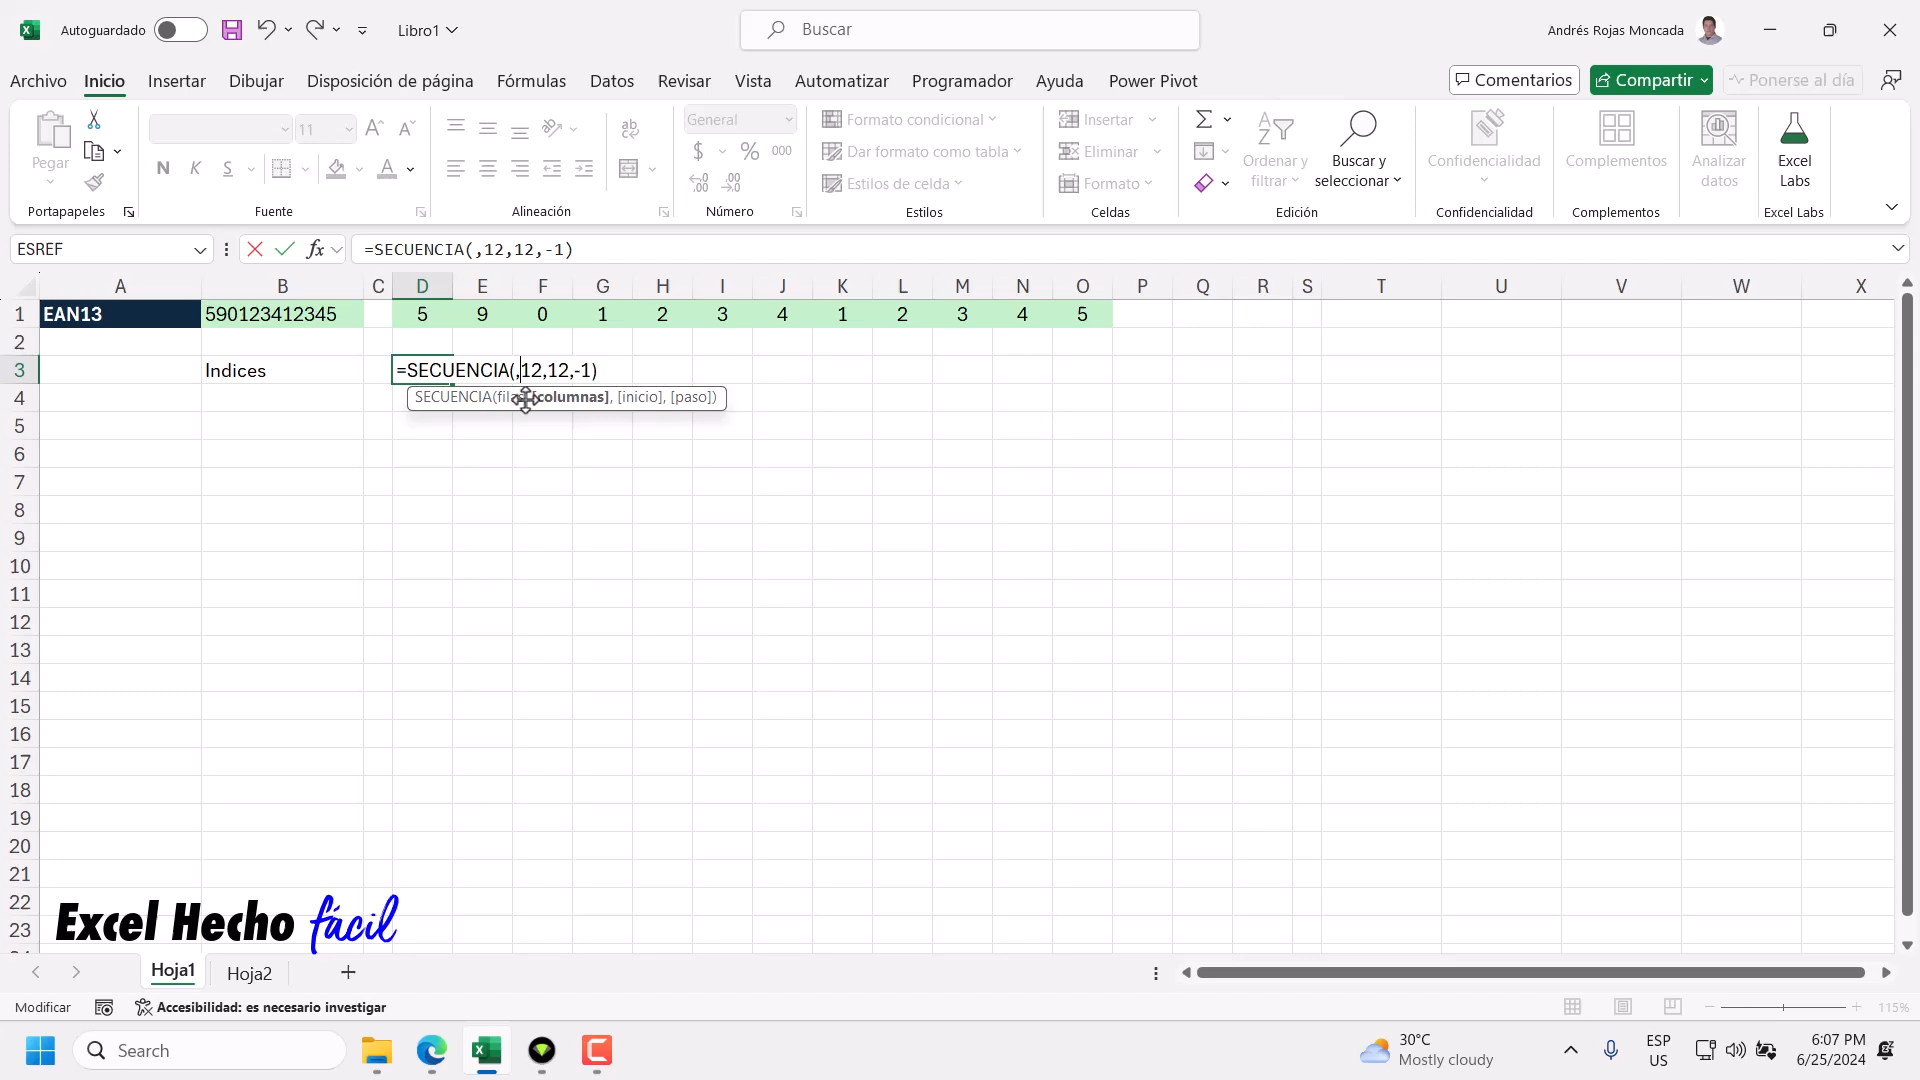 Autoguardado
Libro1
Buscar
Andrés Rojas Moncada
Archivo Inicio Insertar Dibujar Disposición de página Fórmulas Datos Revisar Vista Automatizar Programador Ayuda Power Pivot
Comentarios Compartir Ponerse al día
Pegar
11
General
Formato condicional
Dar formato como tabla
Estilos de celda
Insertar
Eliminar
Formato
Ordenar y filtrar
Buscar y seleccionar
Confidencialidad
Complementos
Analizar datos
Excel Labs
N K S
$ % 000
Portapapeles Fuente Alineación Número Estilos Celdas Edición Confidencialidad Complementos Excel Labs
ESREF
fx
=SECUENCIA(,12,12,-1)
A B C D E F G H I J K L M N O P Q R S T U V W X
1 EAN13 590123412345 5 9 0 1 2 3 4 1 2 3 4 5
2
3 Indices =SECUENCIA(,12,12,-1)
4 SECUENCIA(filas, [columnas], [inicio], [paso])
5
6
7
8
9
10
11
12
13
14
15
16
17
18
19
20
21
22
23
Excel Hecho fácil
Hoja1 Hoja2
Modificar
Accesibilidad: es necesario investigar
115%
Search
30°C
Mostly cloudy
ESP
US
6:07 PM
6/25/2024